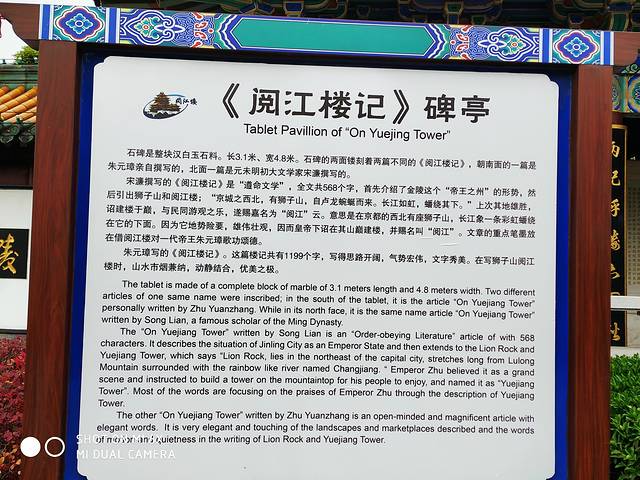 阅江楼
《阅江楼记》碑亭
Tablet Pavillion of "On Yuejing Tower"
石碑是整块汉白玉石料。长3.1米、宽4.8米。石碑的两面镂刻着两篇不同的《阅江楼记》，朝南面的一篇是
朱元璋亲自撰写的，北面一篇是元末明初大文学家宋濂撰写的。
宋濂撰写的《阅江楼记》是“遵命文学”，全文共568个字，首先介绍了金陵这个“帝王之州”的形势，然
后引出狮子山和阅江楼；“京城之西北，有狮子山，自卢龙蜿蜒而来。长江如虹，蟠绕其下。”上次其地雄胜，
诏建楼于巅，与民同游观之乐，遂赐嘉名为“阅江”云。意思是在京都的西北有座狮子山，长江象一条彩虹蟠绕
在它的下面。因为它地势险要，雄伟壮观，因而皇帝下诏在其山巅建楼，并赐名叫“阅江”。文章的重点笔墨放
在借阅江楼对一代帝王朱元璋歌功颂德。
朱元璋写的《阅江楼记》。这篇楼记共有1199个字，写得思路开阔，气势宏伟，文字秀美。在写狮子山阅江
楼时，山水市烟兼纳，动静结合，优美之极。
The tablet is made of a complete block of marble of 3.1 meters length and 4.8 meters width. Two different
articles of one same name were inscribed; in the south of the tablet, it is the article "On Yuejiang Tower"
personally written by Zhu Yuanzhang. While in its north face, it is the same name article "On Yuejiang Tower"
written by Song Lian, a famous scholar of the Ming Dynasty.
The "On Yuejiang Tower" written by Song Lian is an "Order-obeying Literature" article of with 568
characters. It describes the situation of Jinling City as an Emperor State and then extends to the Lion Rock and
Yuejiang Tower, which says "Lion Rock, lies in the northeast of the capital city, stretches long from Lulong
Mountain surrounded with the rainbow like river named Changjiang. " Emperor Zhu believed it as a grand
scene and instructed to build a tower on the mountaintop for his people to enjoy, and named it as "Yuejiang
Tower". Most of the words are focusing on the praises of Emperor Zhu through the description of Yuejiang
Tower.
The other "On Yuejiang Tower" written by Zhu Yuanzhang is an open-minded and magnificent article with
elegant words. It is very elegant and touching of the landscapes and marketplaces described and the words
of motion and quietness in the writing of Lion Rock and Yuejiang Tower.
MI DUAL CAMERA